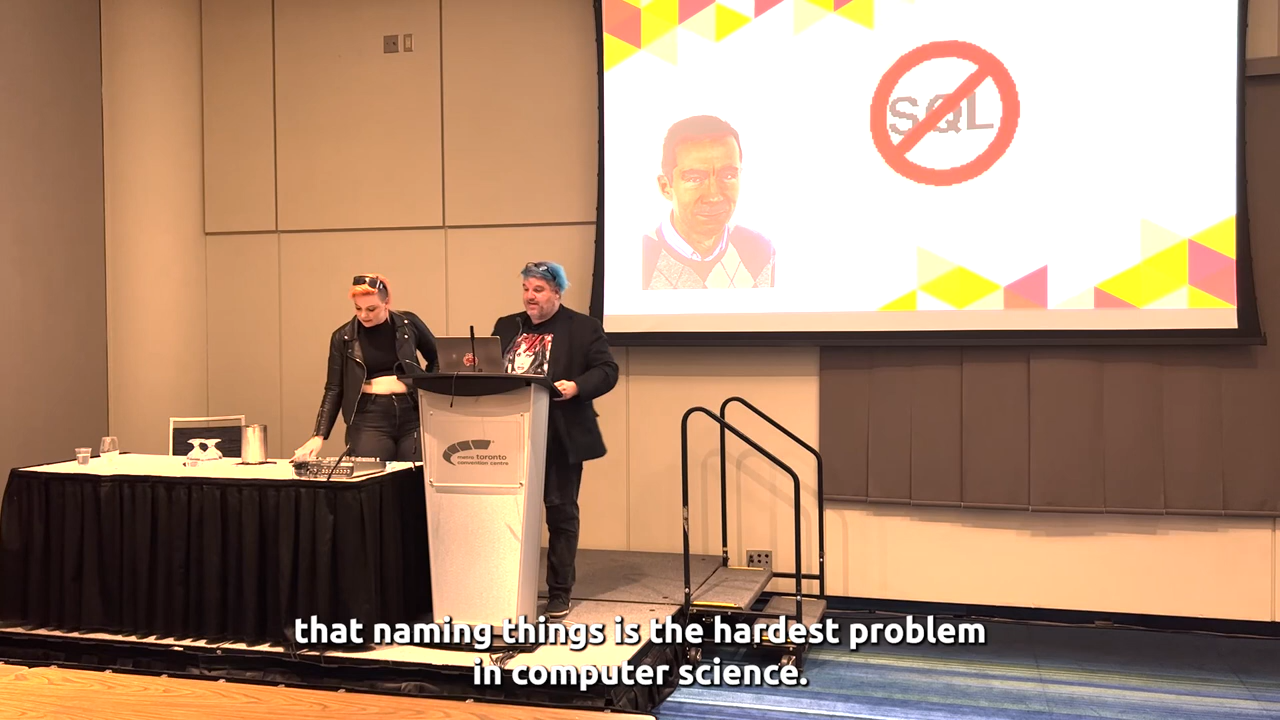 SQL
metro toronto
convention centre
that naming things is the hardest problem
in computer science.